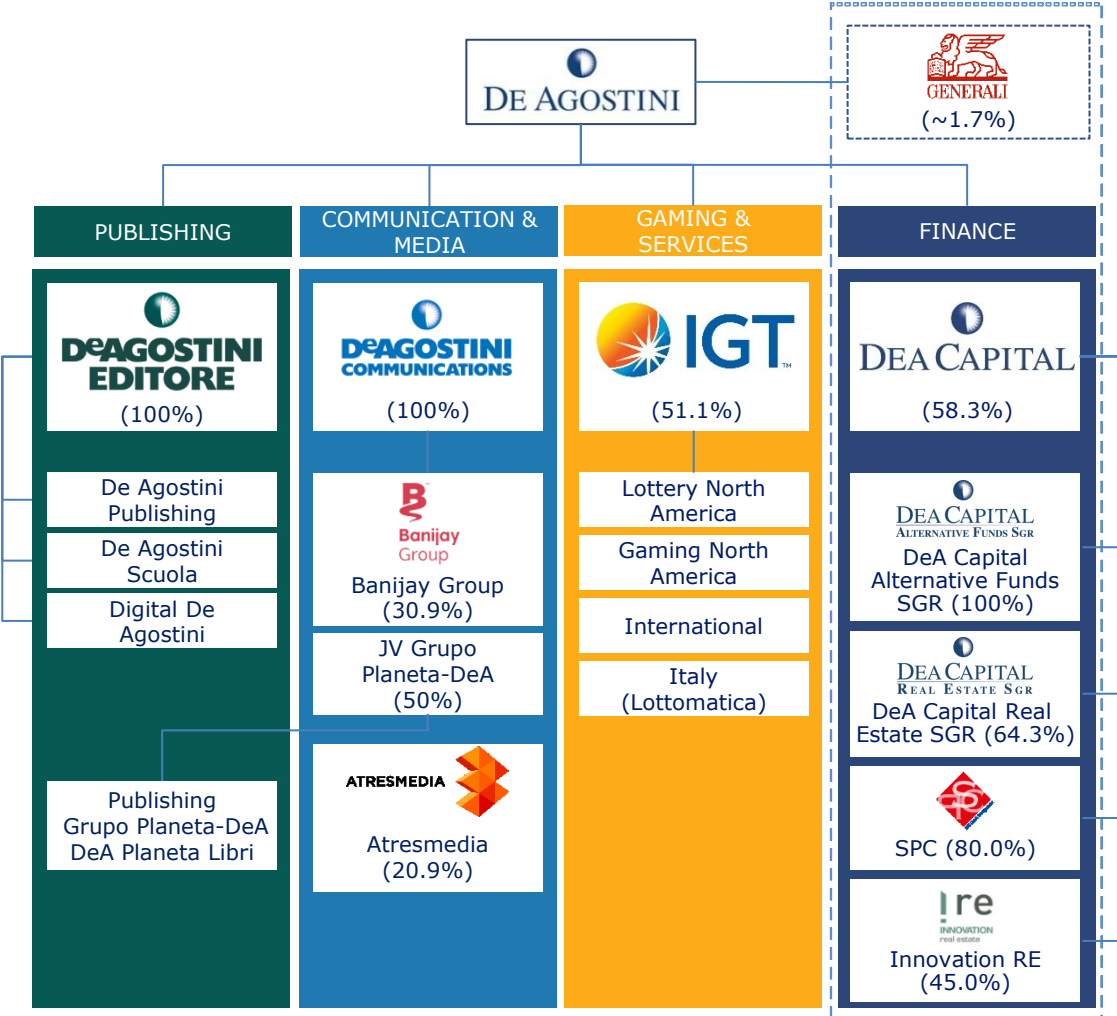 DE AGOSTINI
GENERALI
(~1.7%)
PUBLISHING
COMMUNICATION &
MEDIA
GAMING &
SERVICES
FINANCE
DeAGOSTINI
EDITORE
(100%)
De Agostini
Publishing
De Agostini
Scuola
Digital De
Agostini
Publishing
Grupo Planeta-DeA
DeA Planeta Libri
DeAGOSTINI
COMMUNICATIONS
(100%)
B
Banijay
Group
Banijay Group
(30.9%)
JV Grupo
Planeta-DeA
(50%)
ATRESMEDIA
Atresmedia
(20.9%)
IGT™
(51.1%)
Lottery North
America
Gaming North
America
International
Italy
(Lottomatica)
DEA CAPITAL
(58.3%)
DEA CAPITAL
ALTERNATIVE FUNDS SGR
DeA Capital
Alternative Funds
SGR (100%)
DEA CAPITAL
REAL ESTATE SGR
DeA Capital Real
Estate SGR (64.3%)
SPC (80.0%)
!re
INNOVATION
real estate
Innovation RE
(45.0%)